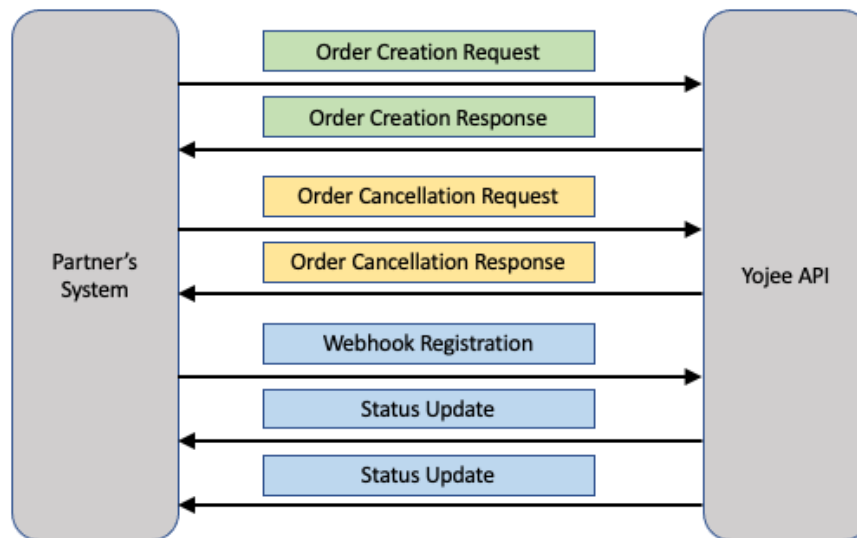 Order Creation Request
Order Creation Response
Order Cancellation Request
Partner’s
System
Order Cancellation Response
Yojee API
Webhook Registration
Status Update
Status Update